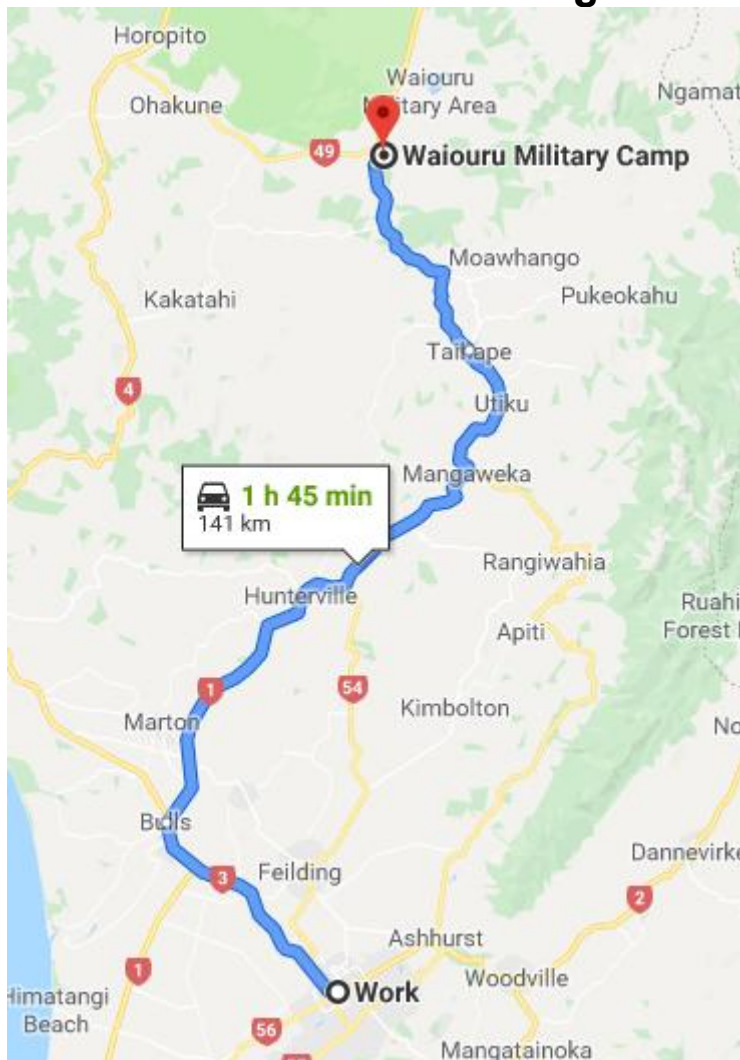 g
Horopito
Waiouru
Military Area
Ngamat
Ohakune
49
Waiouru Military Camp
Moawhango
Pukeokahu
Kakatahi
Taihape
4
Utiku
Mangaweka
1 h 45 min
141 km
Rangiwahia
Hunterville
Ruahi
Forest
Apiti
1
54
Kimbolton
Marton
No
Bulls
Dannevirke
Feilding
3
2
Ashhurst
1
Woodville
Work
Himatangi
Beach
56
Mangatainoka